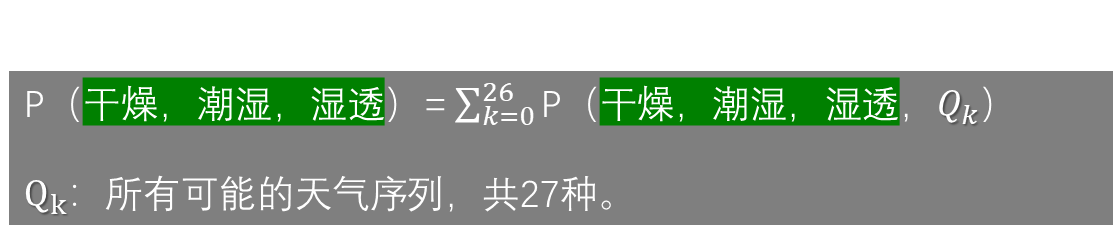 P（干燥，潮湿，湿透）=∑_{k=0}^{26}P（干燥，潮湿，湿透，Q_k）
Q_k：所有可能的天气序列，共27种。